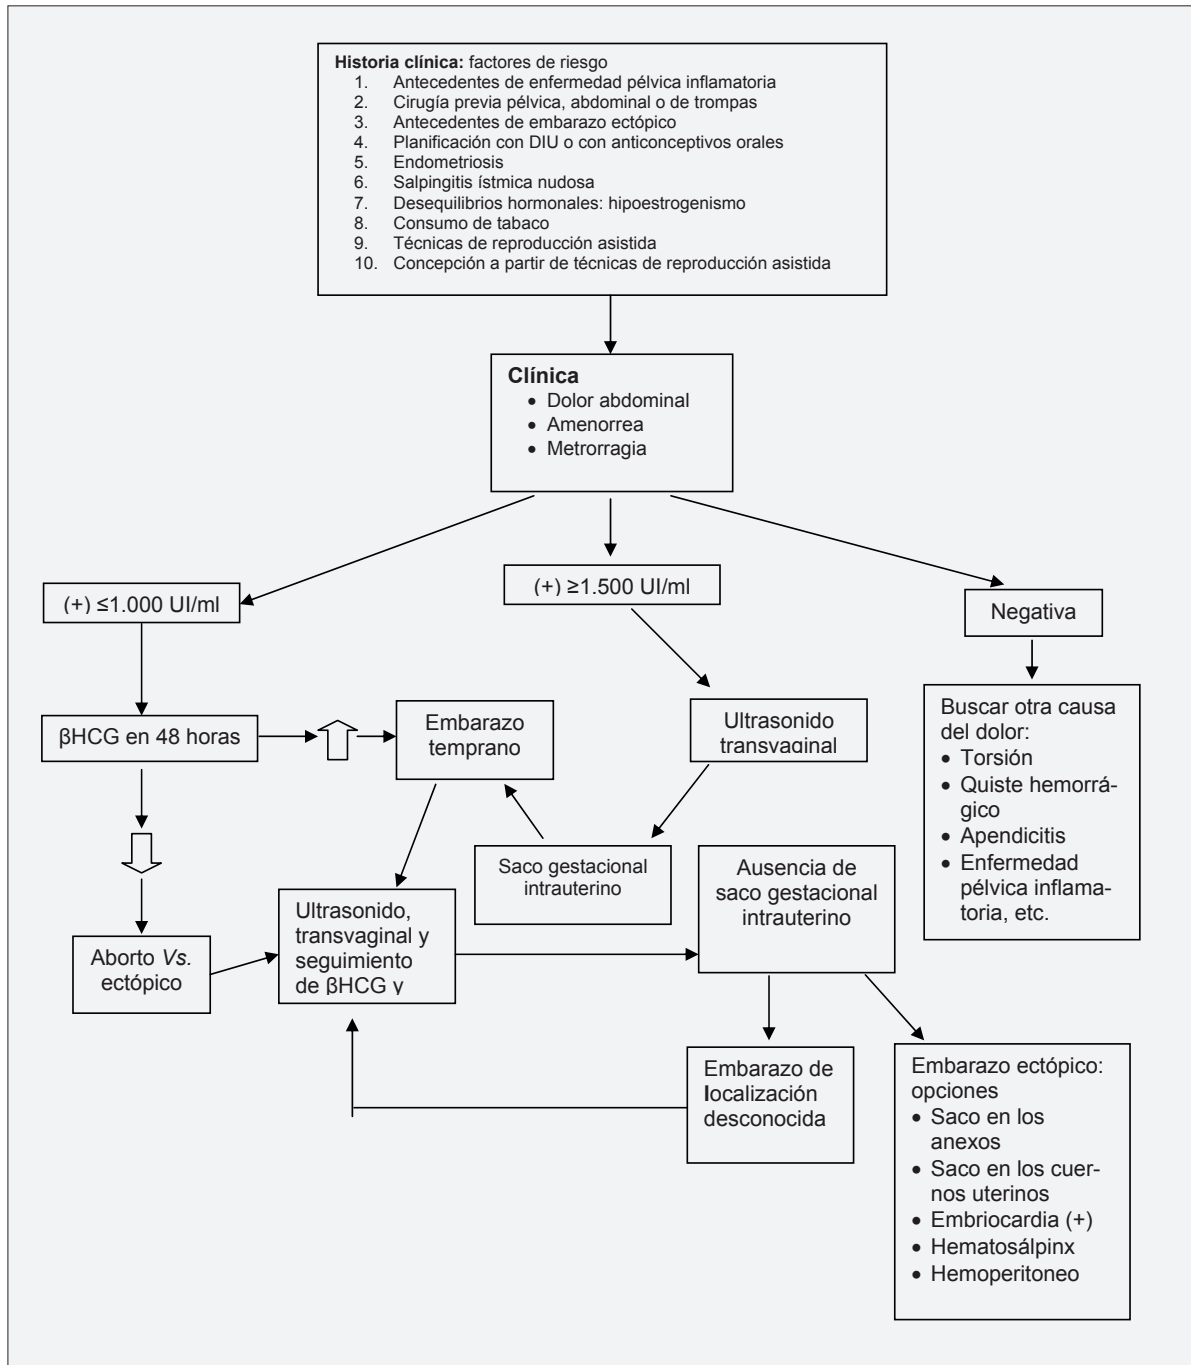 Historia clínica: factores de riesgo
1. Antecedentes de enfermedad pélvica inflamatoria
2. Cirugía previa pélvica, abdominal o de trompas
3. Antecedentes de embarazo ectópico
4. Planificación con DIU o con anticonceptivos orales
5. Endometriosis
6. Salpingitis ístmica nudosa
7. Desequilibrios hormonales: hipoestrogenismo
8. Consumo de tabaco
9. Técnicas de reproducción asistida
10. Concepción a partir de técnicas de reproducción asistida
Clínica
• Dolor abdominal
• Amenorrea
• Metrorragia
(+) ≤1.000 UI/ml
(+) ≥1.500 UI/ml
Negativa
βHCG en 48 horas
Embarazo
temprano
Ultrasonido
transvaginal
Buscar otra causa
del dolor:
• Torsión
• Quiste hemorrá-
gico
• Apendicitis
• Enfermedad
pélvica inflama-
toria, etc.
Saco gestacional
intrauterino
Ausencia de
saco gestacional
intrauterino
Aborto Vs.
ectópico
Ultrasonido,
transvaginal y
seguimiento
de βHCG y
Embarazo de
localización
desconocida
Embarazo ectópico:
opciones
• Saco en los
anexos
• Saco en los cuer-
nos uterinos
• Embriocardia (+)
• Hematosálpinx
• Hemoperitoneo